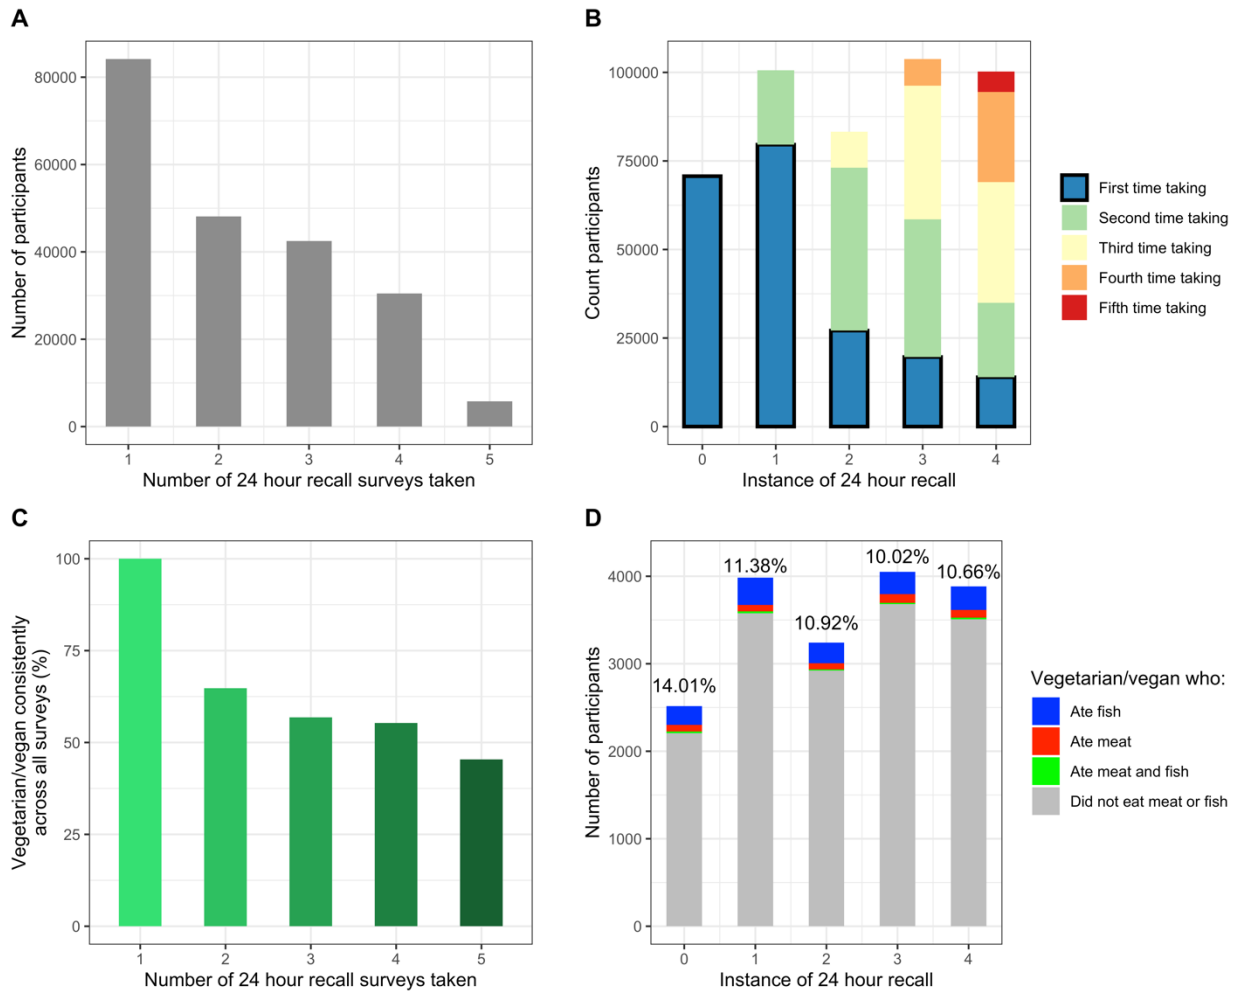 A
80000
60000
40000
20000
0
Number of participants
1 2 3 4 5
Number of 24 hour recall surveys taken
B
100000
75000
50000
25000
0
Count participants
0 1 2 3 4
Instance of 24 hour recall
First time taking
Second time taking
Third time taking
Fourth time taking
Fifth time taking
C
100
75
50
25
0
Vegetarian/vegan consistently
across all surveys (%)
1 2 3 4 5
Number of 24 hour recall surveys taken
D
4000
3000
2000
1000
0
Number of participants
14.01%
11.38%
10.92%
10.02%
10.66%
0 1 2 3 4
Instance of 24 hour recall
Vegetarian/vegan who:
Ate fish
Ate meat
Ate meat and fish
Did not eat meat or fish